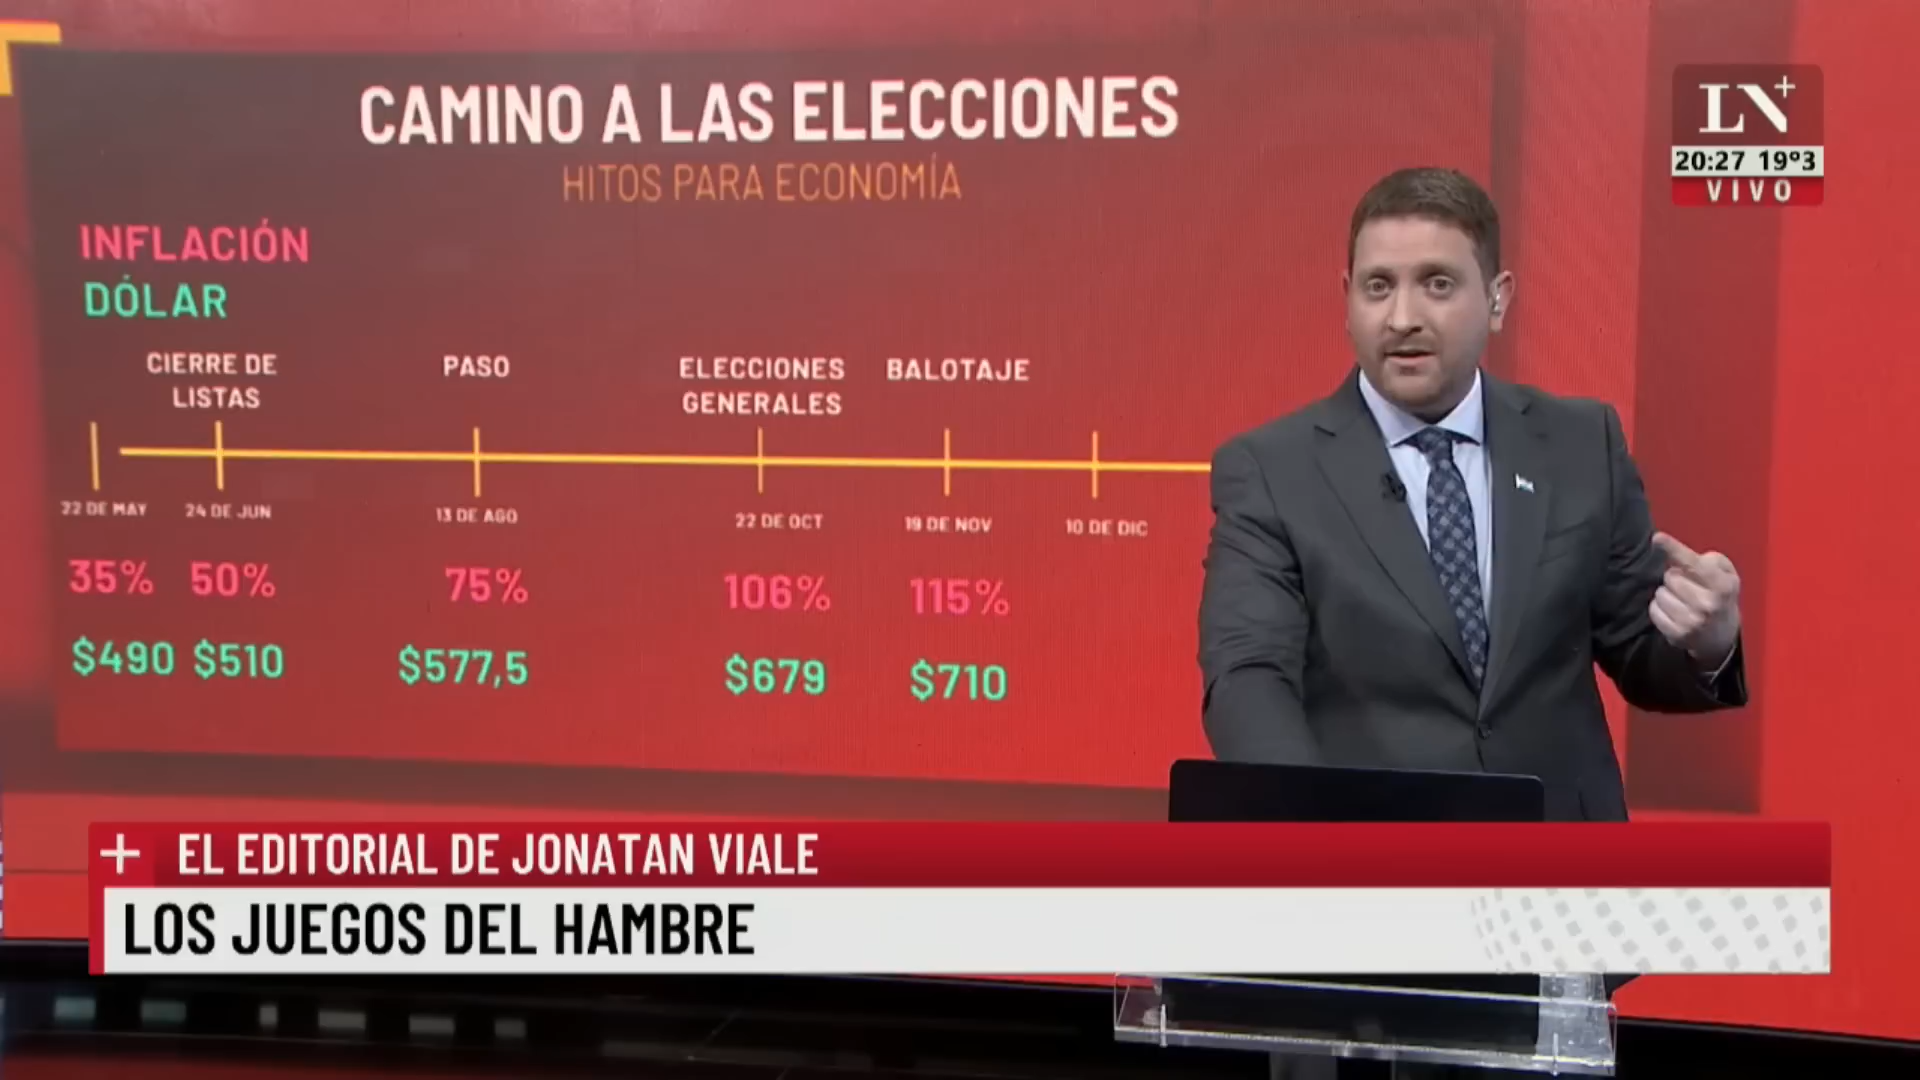 CAMINO A LAS ELECCIONES
HITOS PARA ECONOMÍA
LN+
20:27 19º3
VIVO
INFLACIÓN
DÓLAR
CIERRE DE
LISTAS
PASO
ELECCIONES
GENERALES
BALOTAJE
22 DE MAY
24 DE JUN
13 DE AGO
22 DE OCT
19 DE NOV
10 DE DIC
35%
50%
75%
106%
115%
$490
$510
$577,5
$679
$710
+ EL EDITORIAL DE JONATAN VIALE
LOS JUEGOS DEL HAMBRE